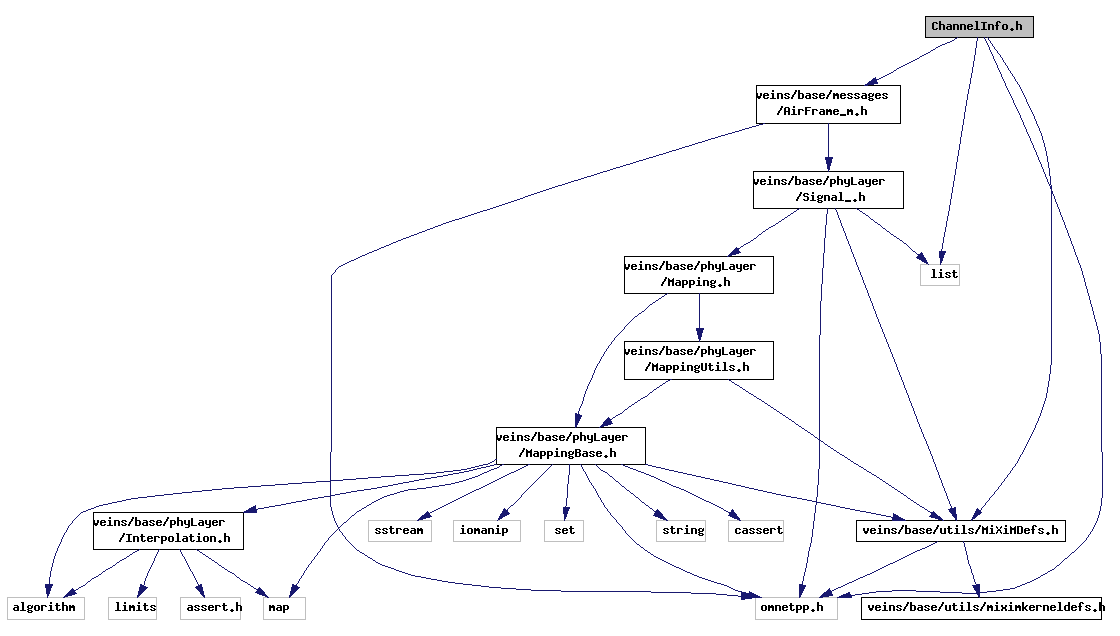 ChannelInfo.h
veins/base/messages
/AirFrame_m.h
veins/base/phyLayer
/Signal_.h
veins/base/phyLayer
/Mapping.h
list
veins/base/phyLayer
/MappingUtils.h
veins/base/phyLayer
/MappingBase.h
veins/base/phyLayer
/Interpolation.h
sstream
iomanip
set
string
cassert
veins/base/utils/MiXiMDefs.h
algorithm
limits
assert.h
map
omnetpp.h
veins/base/utils/miximkerneldefs.h